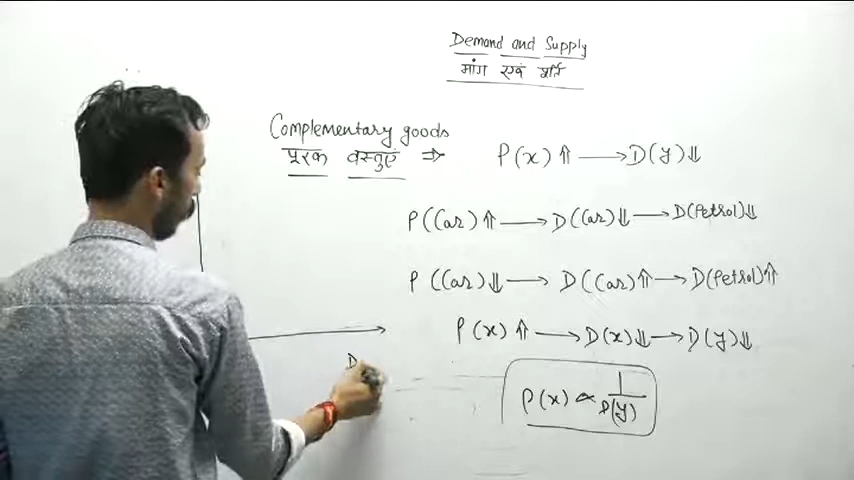 Demand and Supply
मांग एवं पूर्ति
Complementary goods
पूरक वस्तुएं ⇒ P(x) ⇑ ⟶ D(y) ⇓
P(Car) ⇑ ⟶ D(Car) ⇓ ⟶ D(Petrol) ⇓
P(Car) ⇓ ⟶ D(Car) ⇑ ⟶ D(Petrol) ⇑
P(x) ⇑ ⟶ D(x) ⇓ ⟶ D(y) ⇓
P(x) ∝ 1/D(y)
D